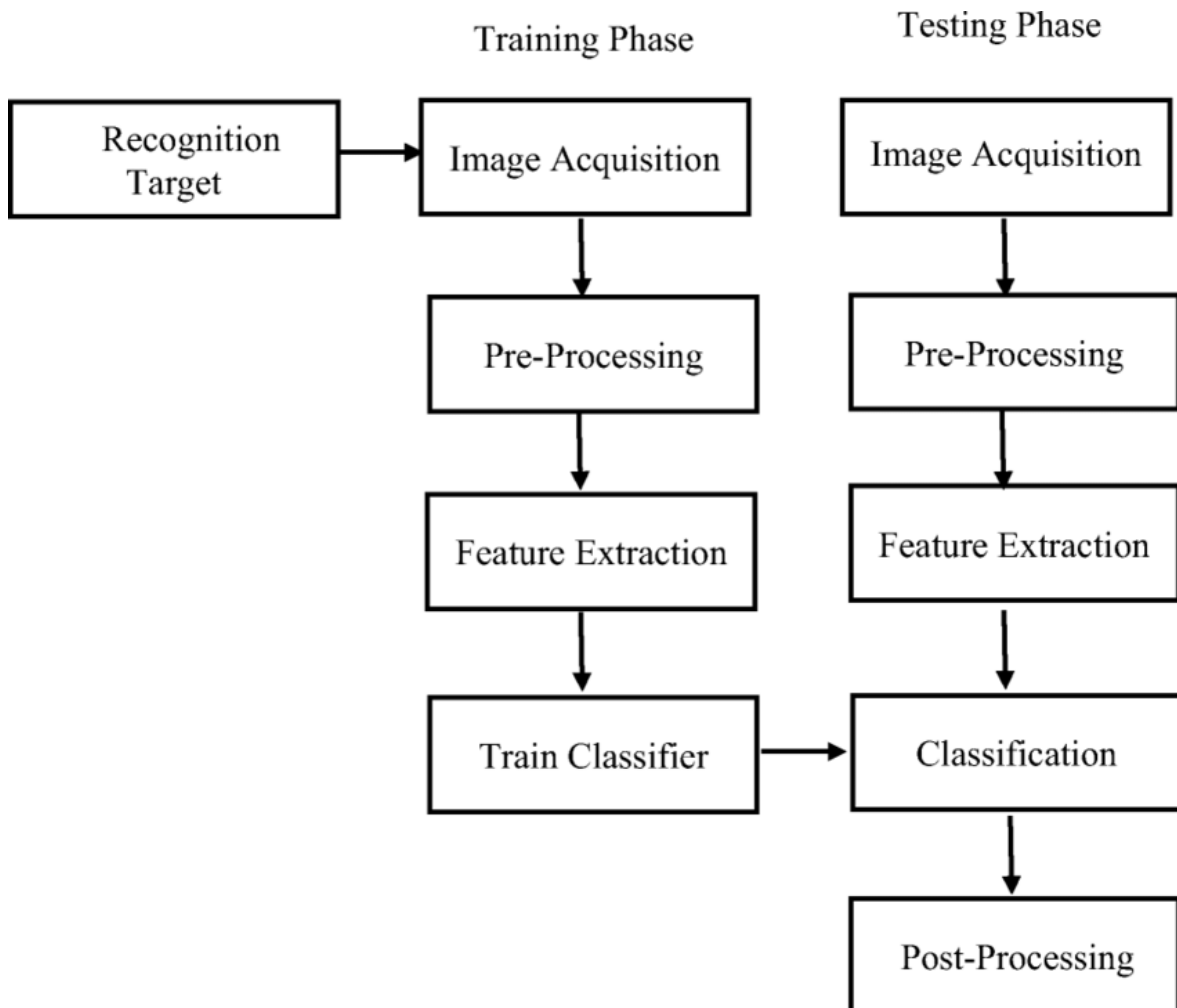 Training Phase
Testing Phase
Recognition
Target
Image Acquisition
Image Acquisition
Pre-Processing
Pre-Processing
Feature Extraction
Feature Extraction
Train Classifier
Classification
Post-Processing